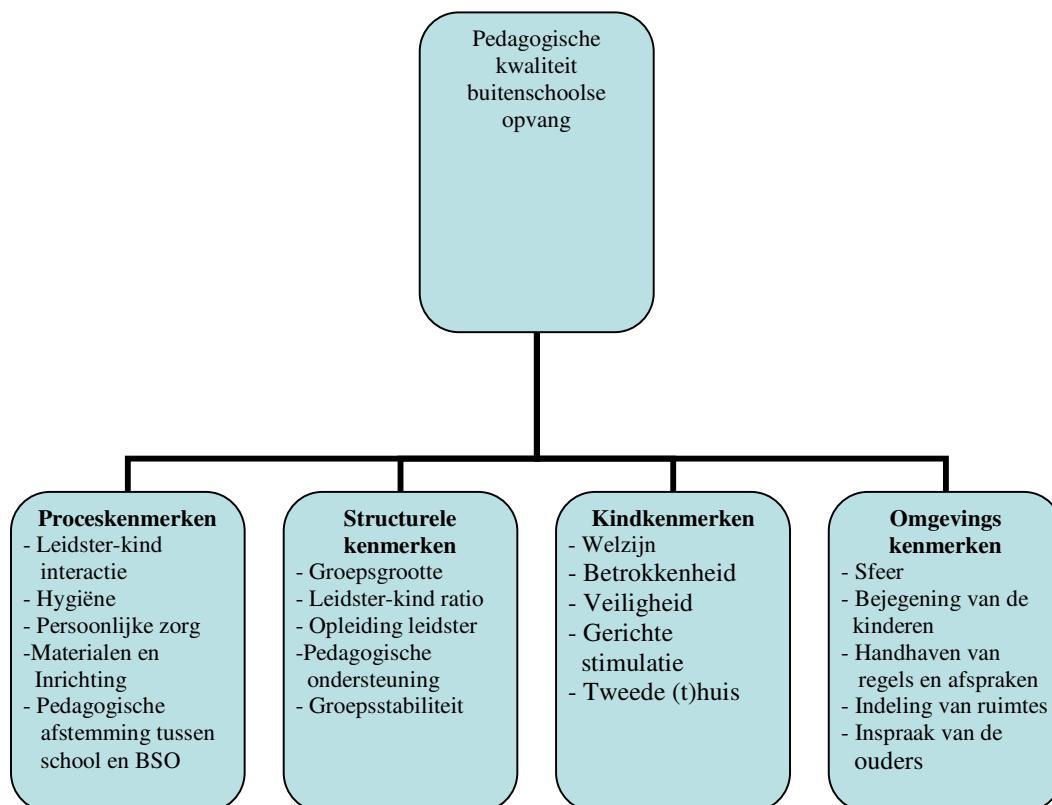 Pedagogische
kwaliteit
buitenschoolse
opvang
Proceskenmerken
- Leidster-kind
interactie
- Hygiëne
- Persoonlijke zorg
-Materialen en
Inrichting
- Pedagogische
afstemming tussen
school en BSO
Structurele
kenmerken
- Groepsgrootte
- Leidster-kind ratio
- Opleiding leidster
-Pedagogische
ondersteuning
- Groepsstabiliteit
Kindkenmerken
- Welzijn
- Betrokkenheid
- Veiligheid
- Gerichte
stimulatie
- Tweede (t)huis
Omgevings
kenmerken
- Sfeer
- Bejegening van de
kinderen
- Handhaven van
regels en afspraken
- Indeling van ruimtes
- Inspraak van de
ouders